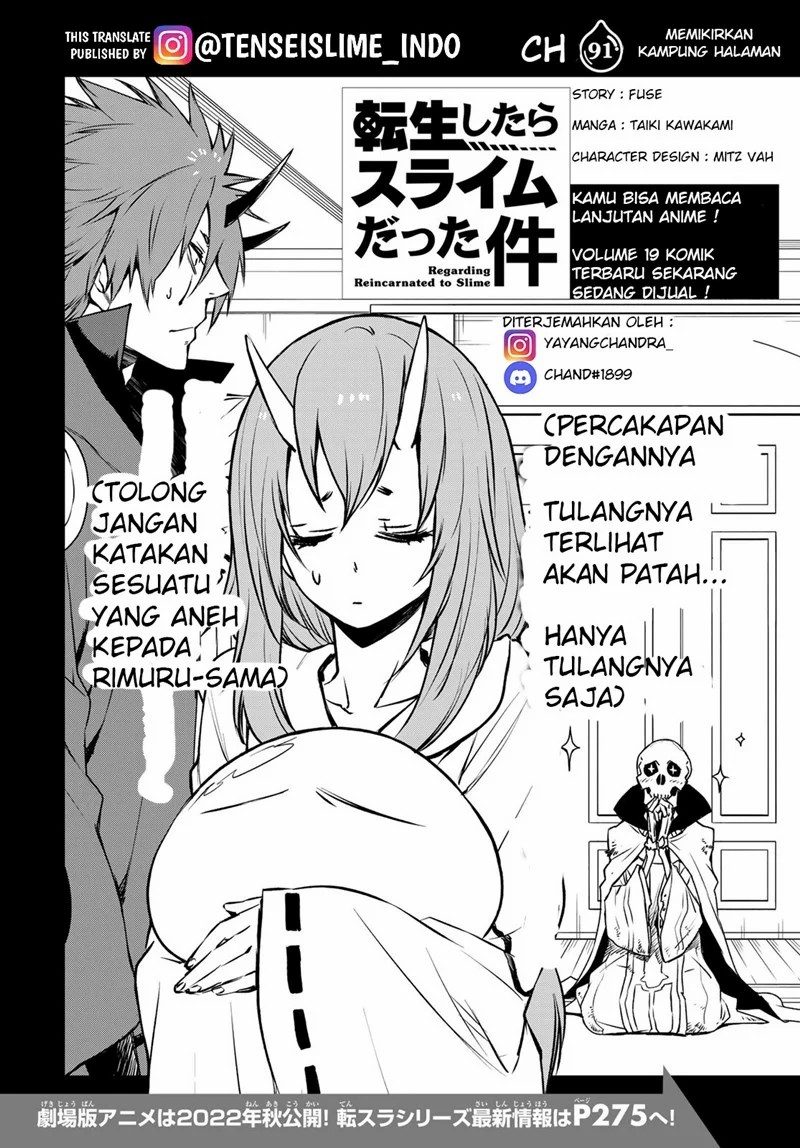 THIS TRANSLATE
PUBLISHED BY
@TENSEISLIME_INDO
CH 91
MEMIKIRKAN
KAMPUNG HALAMAN
転生したら
スライム
だった件
Regarding
Reincarnated to Slime
STORY : FUSE
MANGA : TAIKI KAWAKAMI
CHARACTER DESIGN : MITZ VAH
KAMU BISA MEMBACA
LANJUTAN ANIME !
VOLUME 19 KOMIK
TERBARU SEKARANG
SEDANG DIJUAL !
DITERJEMAHKAN OLEH :
YAYANGCHANDRA_
CHAND#1899
(PERCAKAPAN
DENGANNYA
TULANGNYA
TERLIHAT
AKAN PATAH...
HANYA
TULANGNYA
SAJA)
(TOLONG
JANGAN
KATAKAN
SESUATU
YANG ANEH
KEPADA
RIMURU-SAMA)
劇場版アニメは2022年秋公開! 転スラシリーズ最新情報はP275へ!